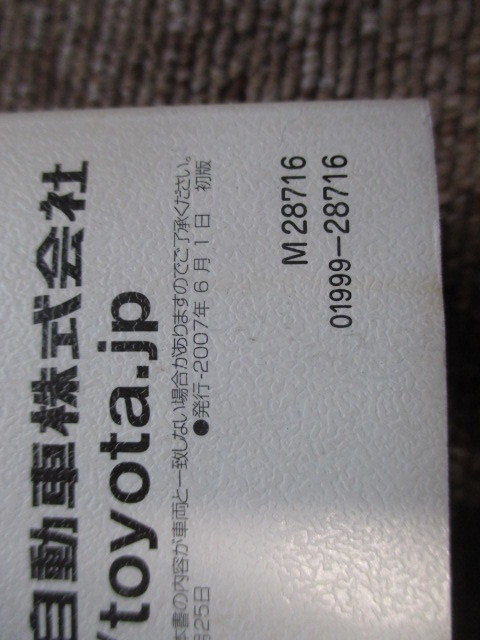 自動車株式会社
/toyota.jp
本書の内容が車両と一致しない場合がありますのでご了承ください。
月25日
●発行-2007年 6月1日 初版
M 28716
01999-28716